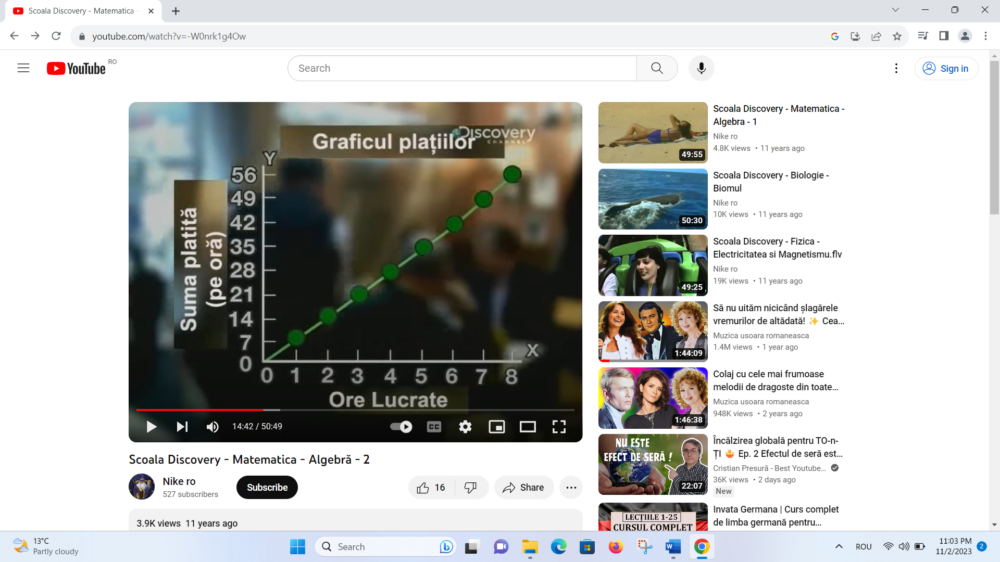 Scoala Discovery - Matematica -
youtube.com/watch?v=-W0nrk1g4Ow
YouTube RO
Search
Sign in
Discovery
CHANNEL
Graficul plațiilor
Y
56
49
42
35
28
21
14
7
0
Suma platită
(pe oră)
X
0 1 2 3 4 5 6 7 8
Ore Lucrate
14:42 / 50:49
CC
Scoala Discovery - Matematica - Algebră - 2
Nike ro
527 subscribers
Subscribe
16
Share
3.9K views 11 years ago
49:55
Scoala Discovery - Matematica -
Algebra - 1
Nike ro
4.8K views • 11 years ago
50:30
Scoala Discovery - Biologie -
Biomul
Nike ro
10K views • 11 years ago
49:25
Scoala Discovery - Fizica -
Electricitatea si Magnetismu.flv
Nike ro
19K views • 11 years ago
1:44:09
Să nu uităm nicicând șlagărele
vremurilor de altădată! ✨ Cea...
Muzica usoara romaneasca
1.4M views • 1 year ago
1:46:38
Colaj cu cele mai frumoase
melodii de dragoste din toate...
Muzica usoara romaneasca
948K views • 2 years ago
NU ESTE
EFECT DE SERĂ !
22:07
Încălzirea globală pentru TO-n-
ȚI 🤷 Ep. 2 Efectul de seră est...
Cristian Presură - Best Youtube...
36K views • 2 days ago
New
LECȚIILE 1-25
CURSUL COMPLET
Invata Germana | Curs complet
de limba germană pentru...
13°C
Partly cloudy
Search
W
ROU
11:03 PM
11/2/2023
2